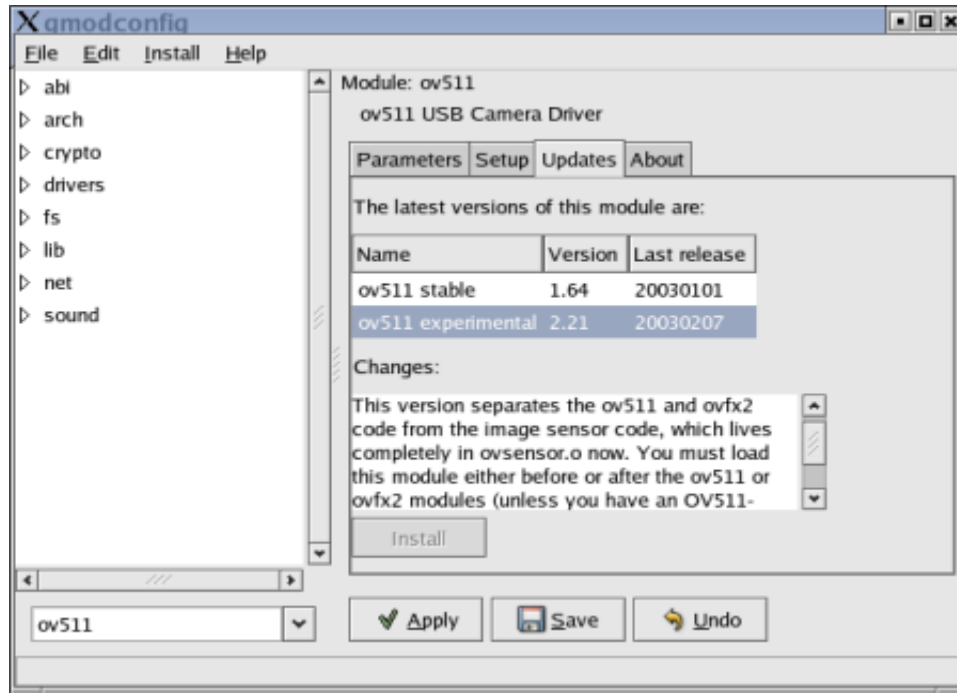 gmodconfig
File Edit Install Help
abi
arch
crypto
drivers
fs
lib
net
sound
ov511
Module: ov511
ov511 USB Camera Driver
Parameters Setup Updates About
The latest versions of this module are:
Name Version Last release
ov511 stable 1.64 20030101
ov511 experimental 2.21 20030207
Changes:
This version separates the ov511 and ovfx2
code from the image sensor code, which lives
completely in ovsensor.o now. You must load
this module either before or after the ov511 or
ovfx2 modules (unless you have an OV511-
Install
Apply Save Undo